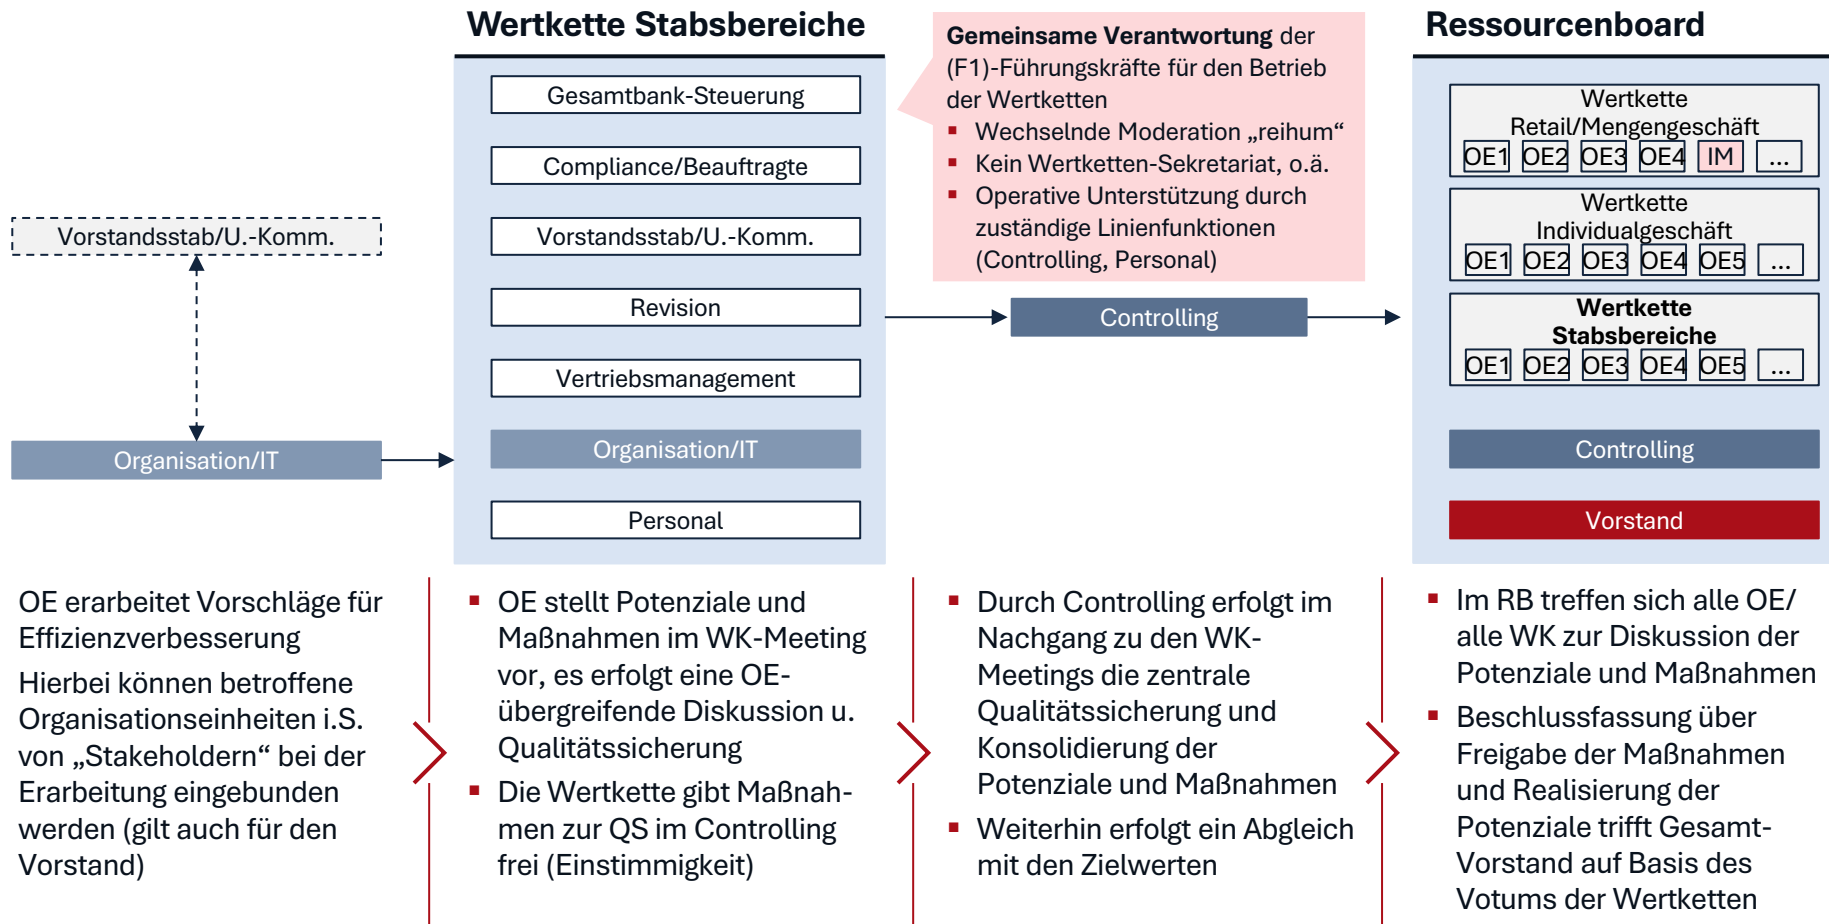 Wertkette Stabsbereiche
Ressourcenboard
Gemeinsame Verantwortung der
(F1)-Führungskräfte für den Betrieb
der Wertketten
▪ Wechselnde Moderation „reihum“
▪ Kein Wertketten-Sekretariat, o.ä.
▪ Operative Unterstützung durch
zuständige Linienfunktionen
(Controlling, Personal)
Vorstandsstab/U.-Komm.
Organisation/IT
Gesamtbank-Steuerung
Compliance/Beauftragte
Vorstandsstab/U.-Komm.
Revision
Vertriebsmanagement
Organisation/IT
Personal
Controlling
Wertkette
Retail/Mengengeschäft
OE1 OE2 OE3 OE4 IM ...
Wertkette
Individualgeschäft
OE1 OE2 OE3 OE4 OE5 ...
Wertkette
Stabsbereiche
OE1 OE2 OE3 OE4 OE5 ...
Controlling
Vorstand
OE erarbeitet Vorschläge für
Effizienzverbesserung
Hierbei können betroffene
Organisationseinheiten i.S.
von „Stakeholdern“ bei der
Erarbeitung eingebunden
werden (gilt auch für den
Vorstand)
▪ OE stellt Potenziale und
Maßnahmen im WK-Meeting
vor, es erfolgt eine OE-
übergreifende Diskussion u.
Qualitätssicherung
▪ Die Wertkette gibt Maßnah-
men zur QS im Controlling
frei (Einstimmigkeit)
▪ Durch Controlling erfolgt im
Nachgang zu den WK-
Meetings die zentrale
Qualitätssicherung und
Konsolidierung der
Potenziale und Maßnahmen
▪ Weiterhin erfolgt ein Abgleich
mit den Zielwerten
▪ Im RB treffen sich alle OE/
alle WK zur Diskussion der
Potenziale und Maßnahmen
▪ Beschlussfassung über
Freigabe der Maßnahmen
und Realisierung der
Potenziale trifft Gesamt-
Vorstand auf Basis des
Votums der Wertketten